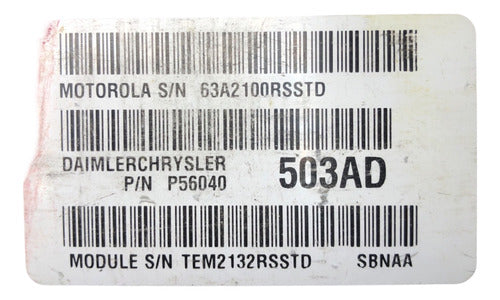 MOTOROLA S/N 63A2100RSSTD
DAIMLERCHRYSLER
P/N P56040 503AD
MODULE S/N TEM2132RSSTD SBNAA